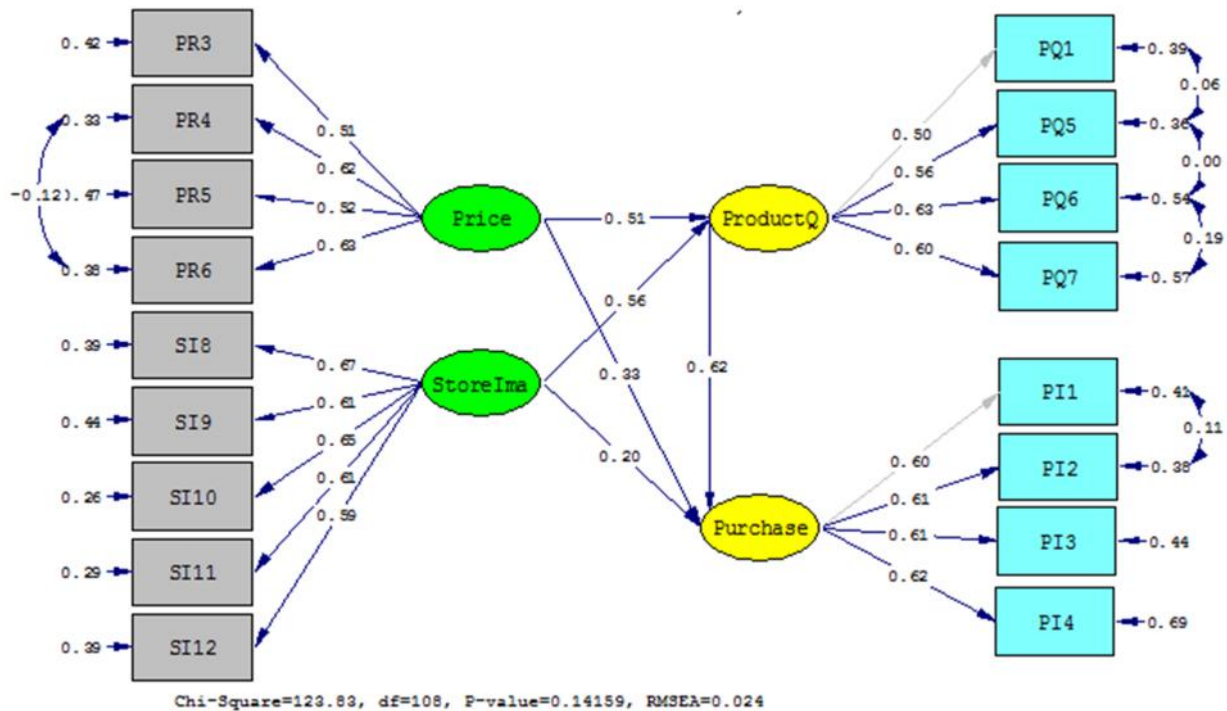 0.42 PR3
0.33 PR4
-0.12 0.47 PR5
0.38 PR6
0.39 SI8
0.44 SI9
0.26 SI10
0.29 SI11
0.39 SI12
0.51
0.62
0.52
0.63
0.67
0.61
0.65
0.61
0.59
Price
StoreIma
0.51
0.56
0.33
0.62
0.20
ProductQ
Purchase
0.50
0.56
0.63
0.60
0.60
0.61
0.61
0.62
PQ1 0.39
0.06
PQ5 0.36
0.00
PQ6 0.54
0.19
PQ7 0.57
PI1 0.41
0.11
PI2 0.38
PI3 0.44
PI4 0.69
Chi-Square=123.83, df=108, P-value=0.14159, RMSEA=0.024